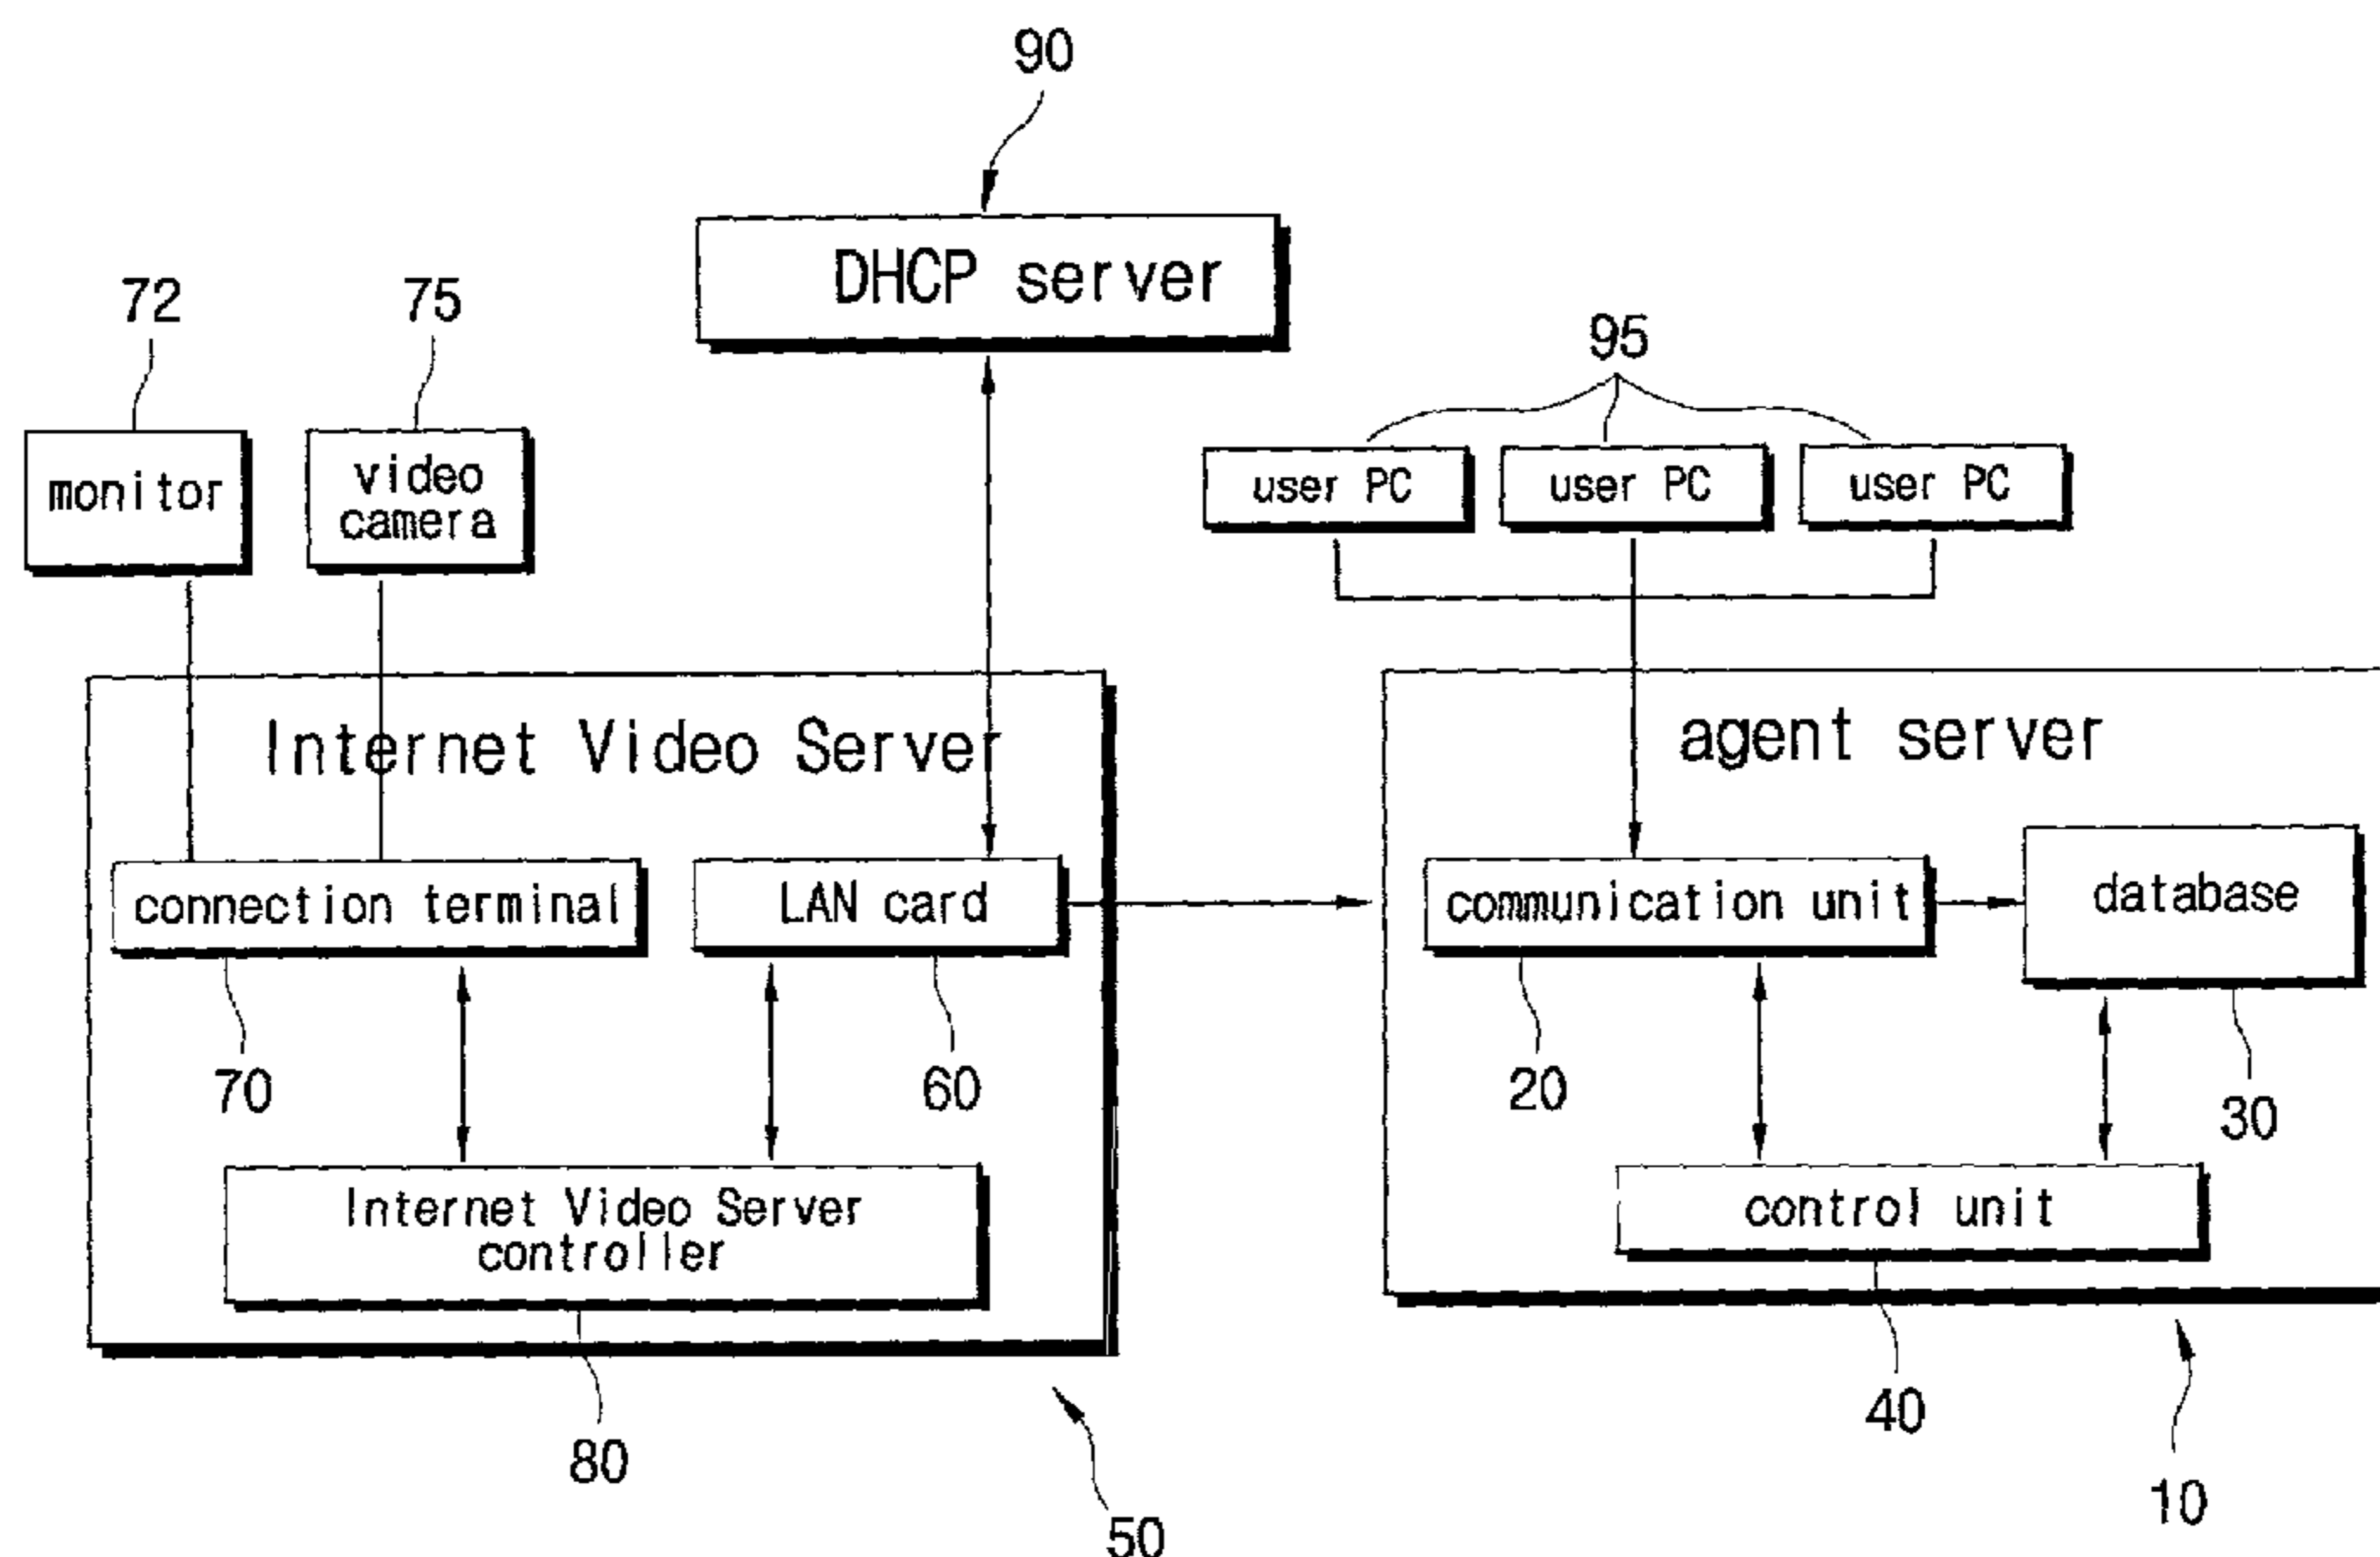 90
DHCP server
72
75
95
monitor
video
camera
user PC
user PC
user PC
Internet Video Server
agent server
connection terminal
LAN card
communication unit
database
70
60
20
30
Internet Video Server
controller
control unit
80
50
40
10